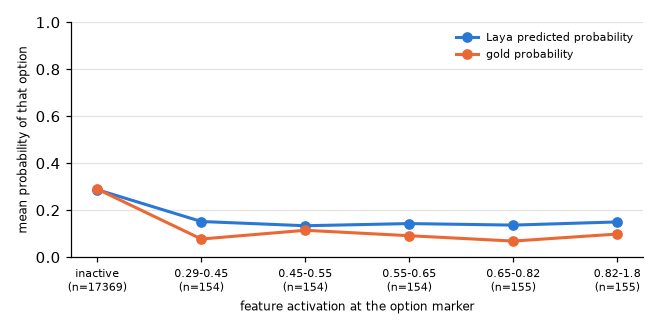 1.0
0.8
0.6
0.4
0.2
0.0
mean probability of that option
Laya predicted probability
gold probability
inactive
(n=17369)
0.29-0.45
(n=154)
0.45-0.55
(n=154)
0.55-0.65
(n=154)
0.65-0.82
(n=155)
0.82-1.8
(n=155)
feature activation at the option marker